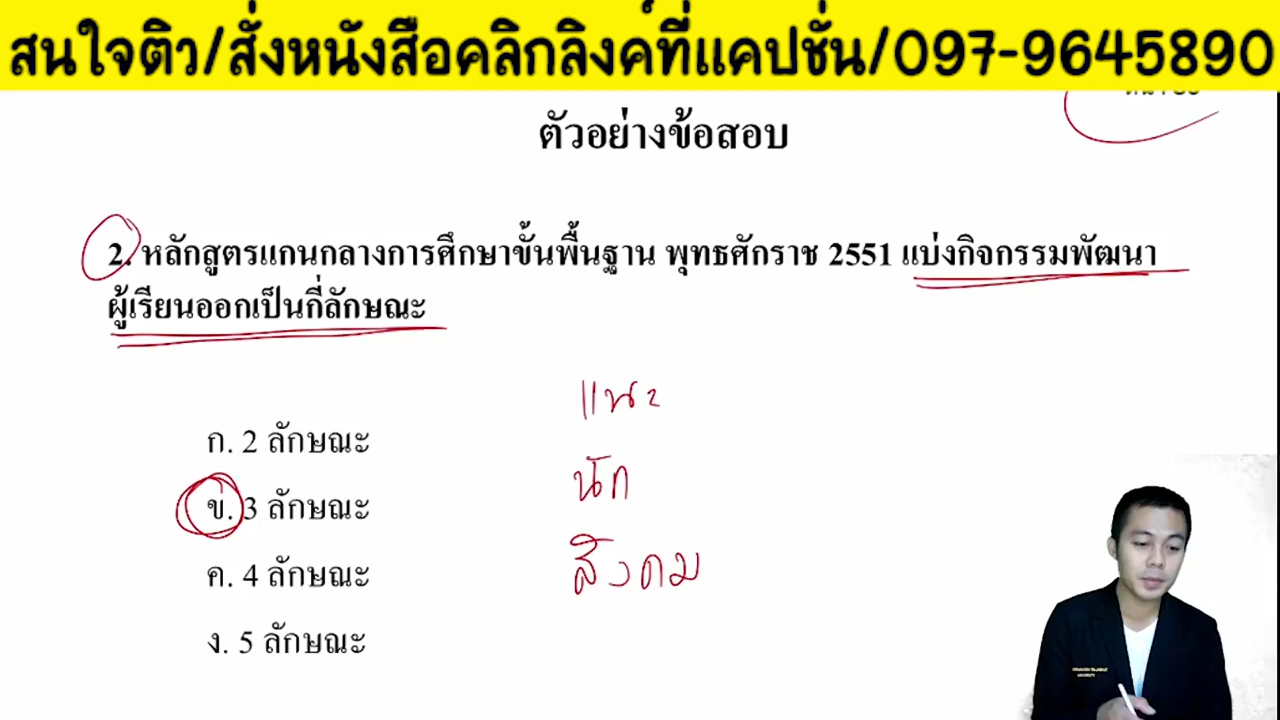 สนใจติว/สั่งหนังสือคลิกลิงค์ที่แคปชั่น/097-9645890
ตัวอย่างข้อสอบ
2. หลักสูตรแกนกลางการศึกษาขั้นพื้นฐาน พุทธศักราช 2551 แบ่งกิจกรรมพัฒนา
ผู้เรียนออกเป็นกี่ลักษณะ
แนะ
ก. 2 ลักษณะ
นัก
ข. 3 ลักษณะ
สังคม
ค. 4 ลักษณะ
ง. 5 ลักษณะ